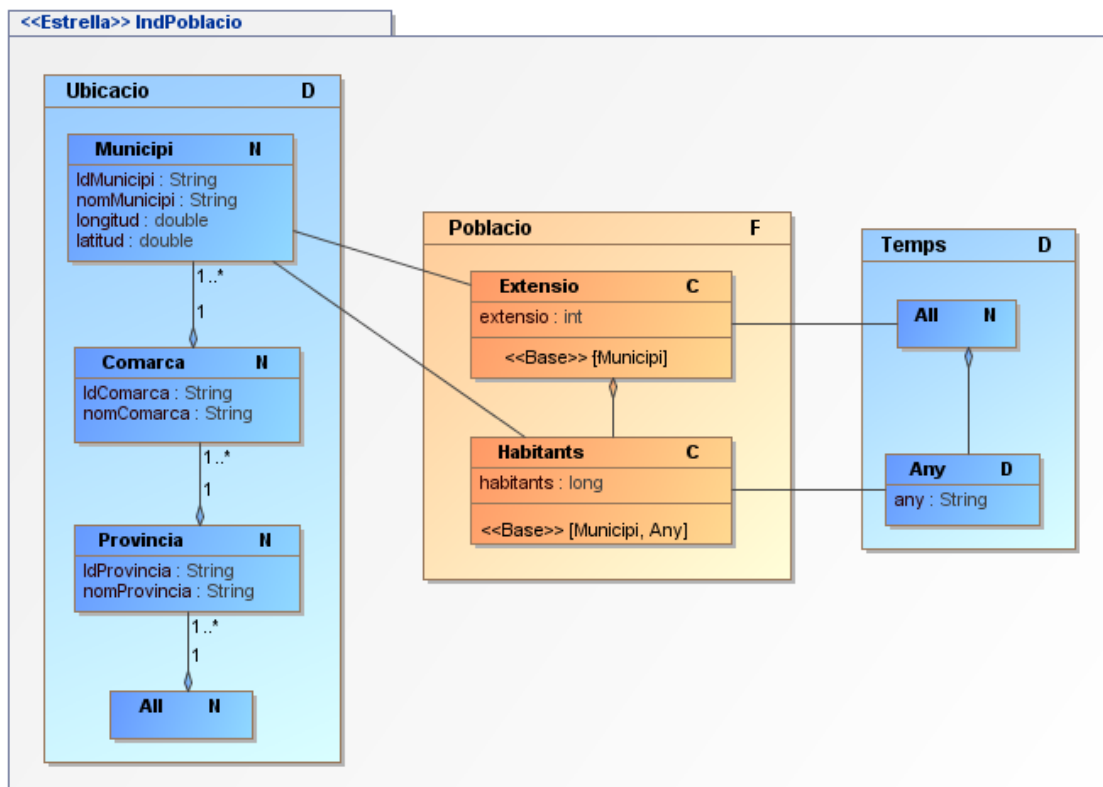 <<Estrella>> IndPoblacio
Ubicacio D
Municipi N
IdMunicipi : String
nomMunicipi : String
longitud : double
latitud : double
1..*
1
Comarca N
IdComarca : String
nomComarca : String
1..*
1
Provincia N
IdProvincia : String
nomProvincia : String
1..*
1
All N
Poblacio F
Extensio C
extensio : int
<<Base>> [Municipi]
Habitants C
habitants : long
<<Base>> [Municipi, Any]
Temps D
All N
Any D
any : String